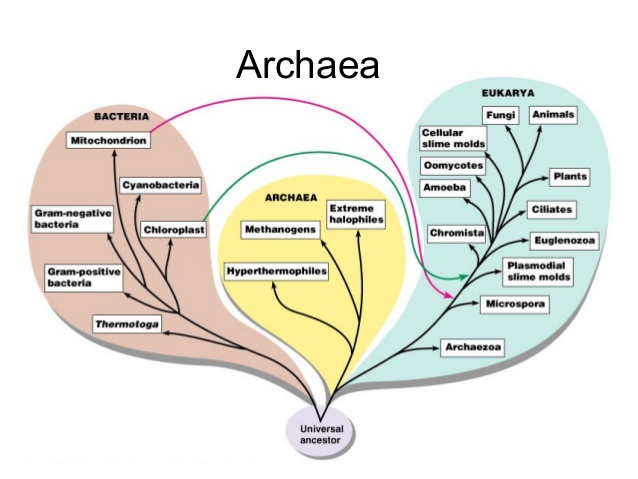 Archaea
BACTERIA
Mitochondrion
Cyanobacteria
Gram-negative
bacteria
Chloroplast
Gram-positive
bacteria
Thermotoga
ARCHAEA
Extreme
halophiles
Methanogens
Hyperthermophiles
EUKARYA
Fungi
Animals
Cellular
slime molds
Oomycotes
Amoeba
Plants
Ciliates
Chromista
Euglenozoa
Plasmodial
slime molds
Microspora
Archaezoa
Universal
ancestor